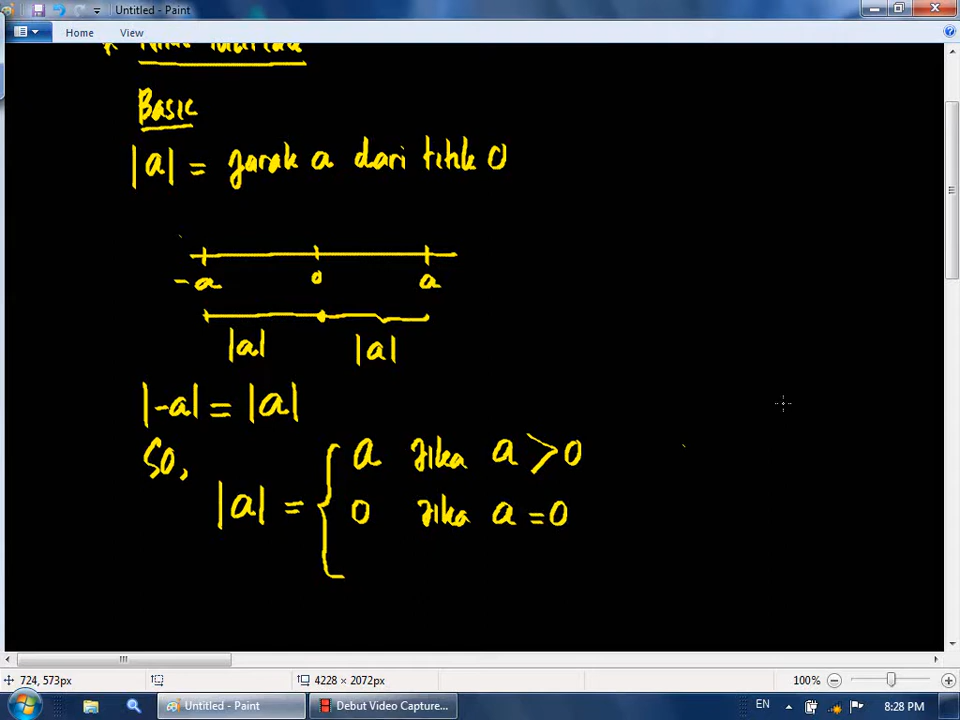 Untitled - Paint
Home View
Basic
|a| = jarak a dari titik 0
-a 0 a
|a| |a|
|-a| = |a|
So,
a jika a > 0
|a| = {
0 jika a = 0
724, 573px 4228 × 2072px 100%
Untitled - Paint Debut Video Capture... EN 8:28 PM